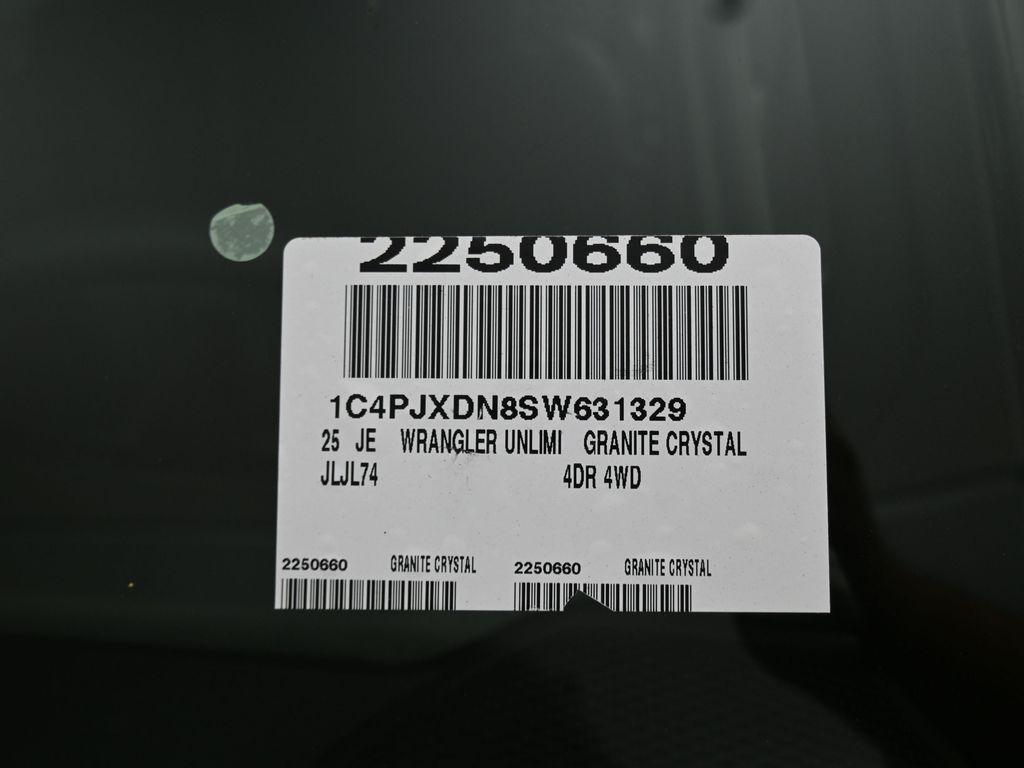 2250660
1C4PJXDN8SW631329
25 JE WRANGLER UNLIMI GRANITE CRYSTAL
JLJL74 4DR 4WD
2250660 GRANITE CRYSTAL 2250660 GRANITE CRYSTAL